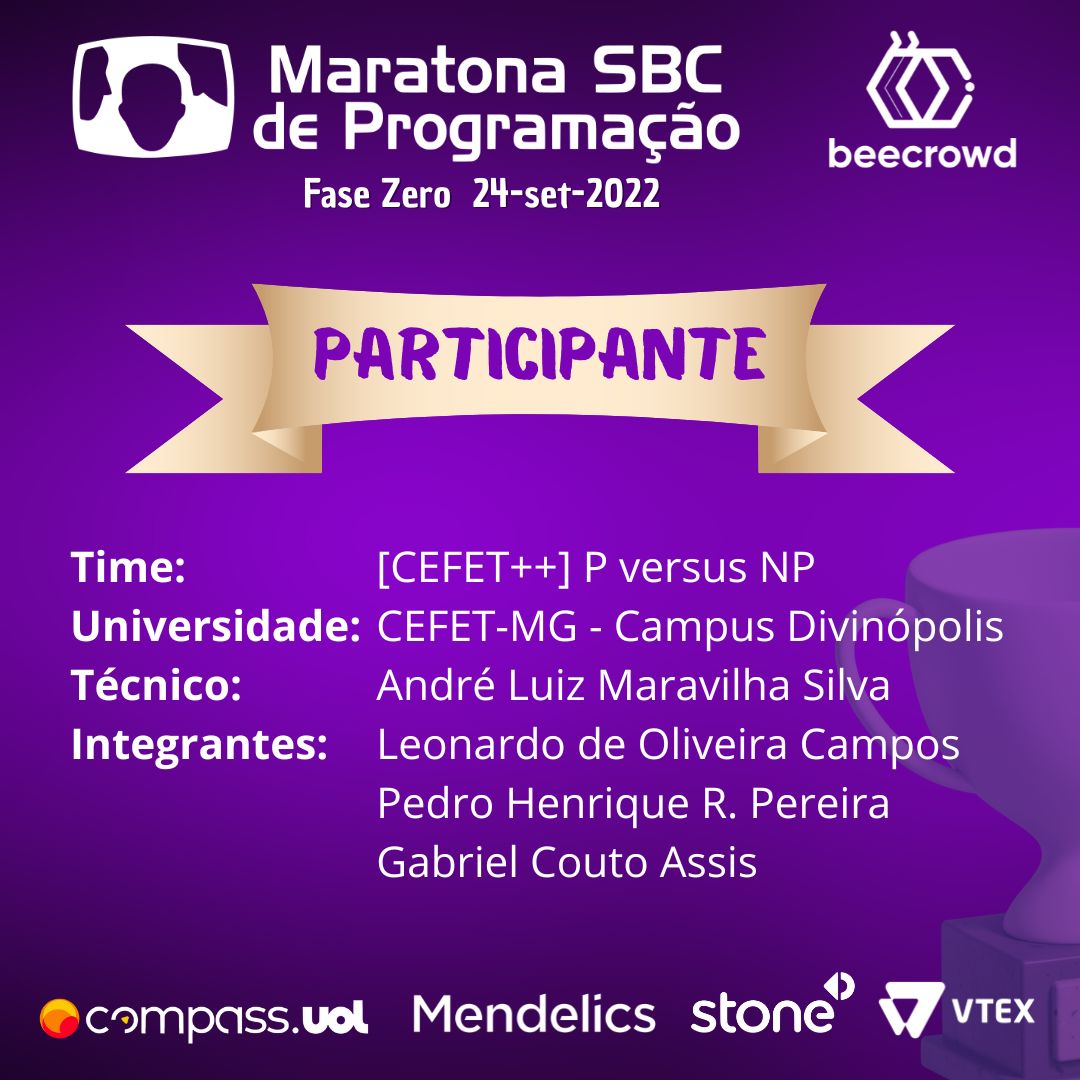 Maratona SBC
de Programação
beecrowd
Fase Zero 24-set-2022
PARTICIPANTE
Time: [CEFET++] P versus NP
Universidade: CEFET-MG - Campus Divinópolis
Técnico: André Luiz Maravilha Silva
Integrantes: Leonardo de Oliveira Campos
Pedro Henrique R. Pereira
Gabriel Couto Assis
compass.uol Mendelics stone VTEX